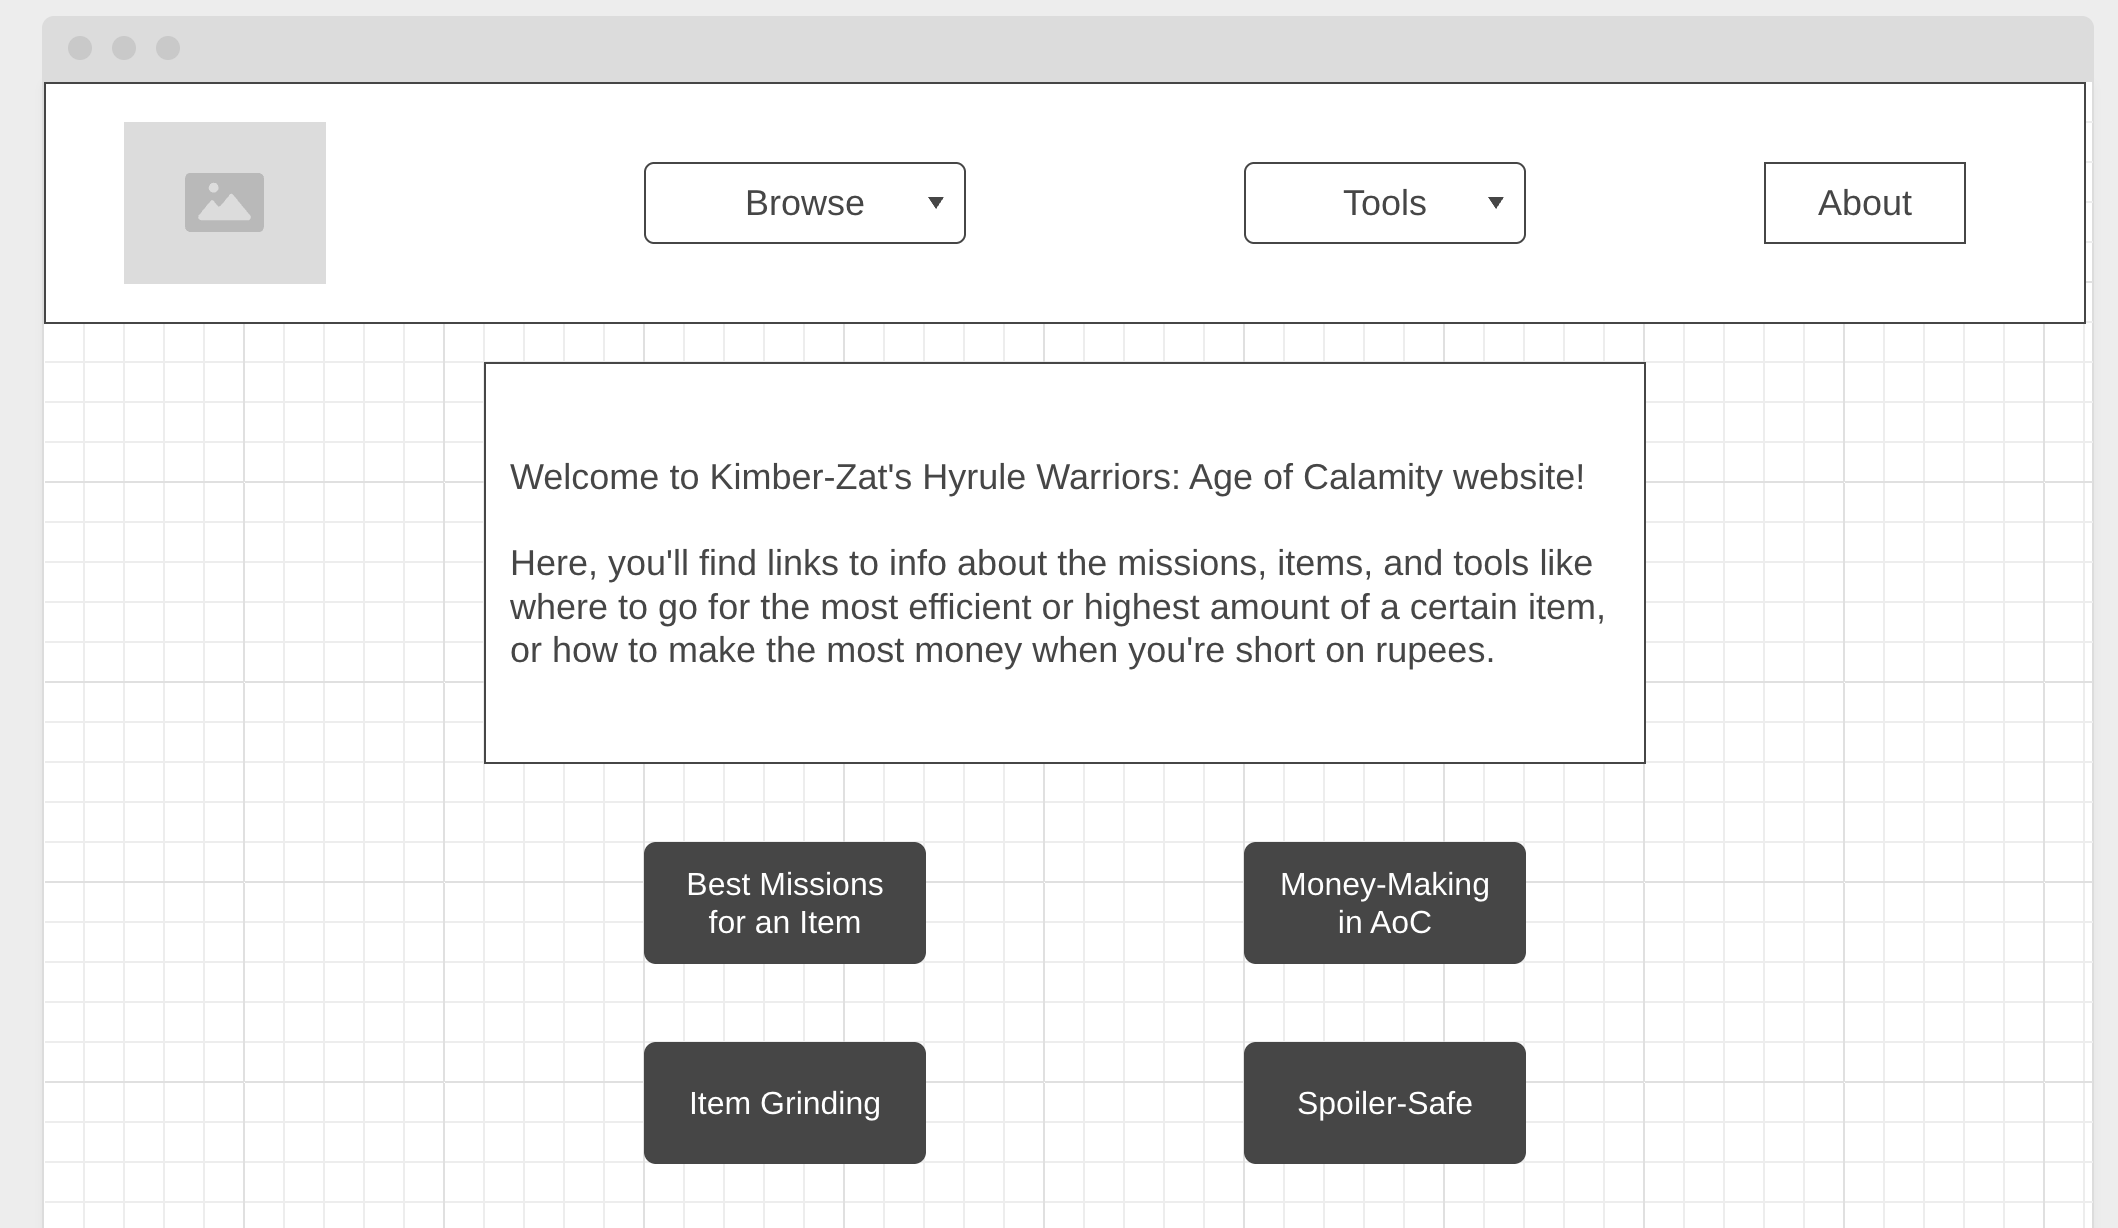 Browse
Tools
About
Welcome to Kimber-Zat's Hyrule Warriors: Age of Calamity website!
Here, you'll find links to info about the missions, items, and tools like
where to go for the most efficient or highest amount of a certain item,
or how to make the most money when you're short on rupees.
Best Missions
for an Item
Money-Making
in AoC
Item Grinding
Spoiler-Safe